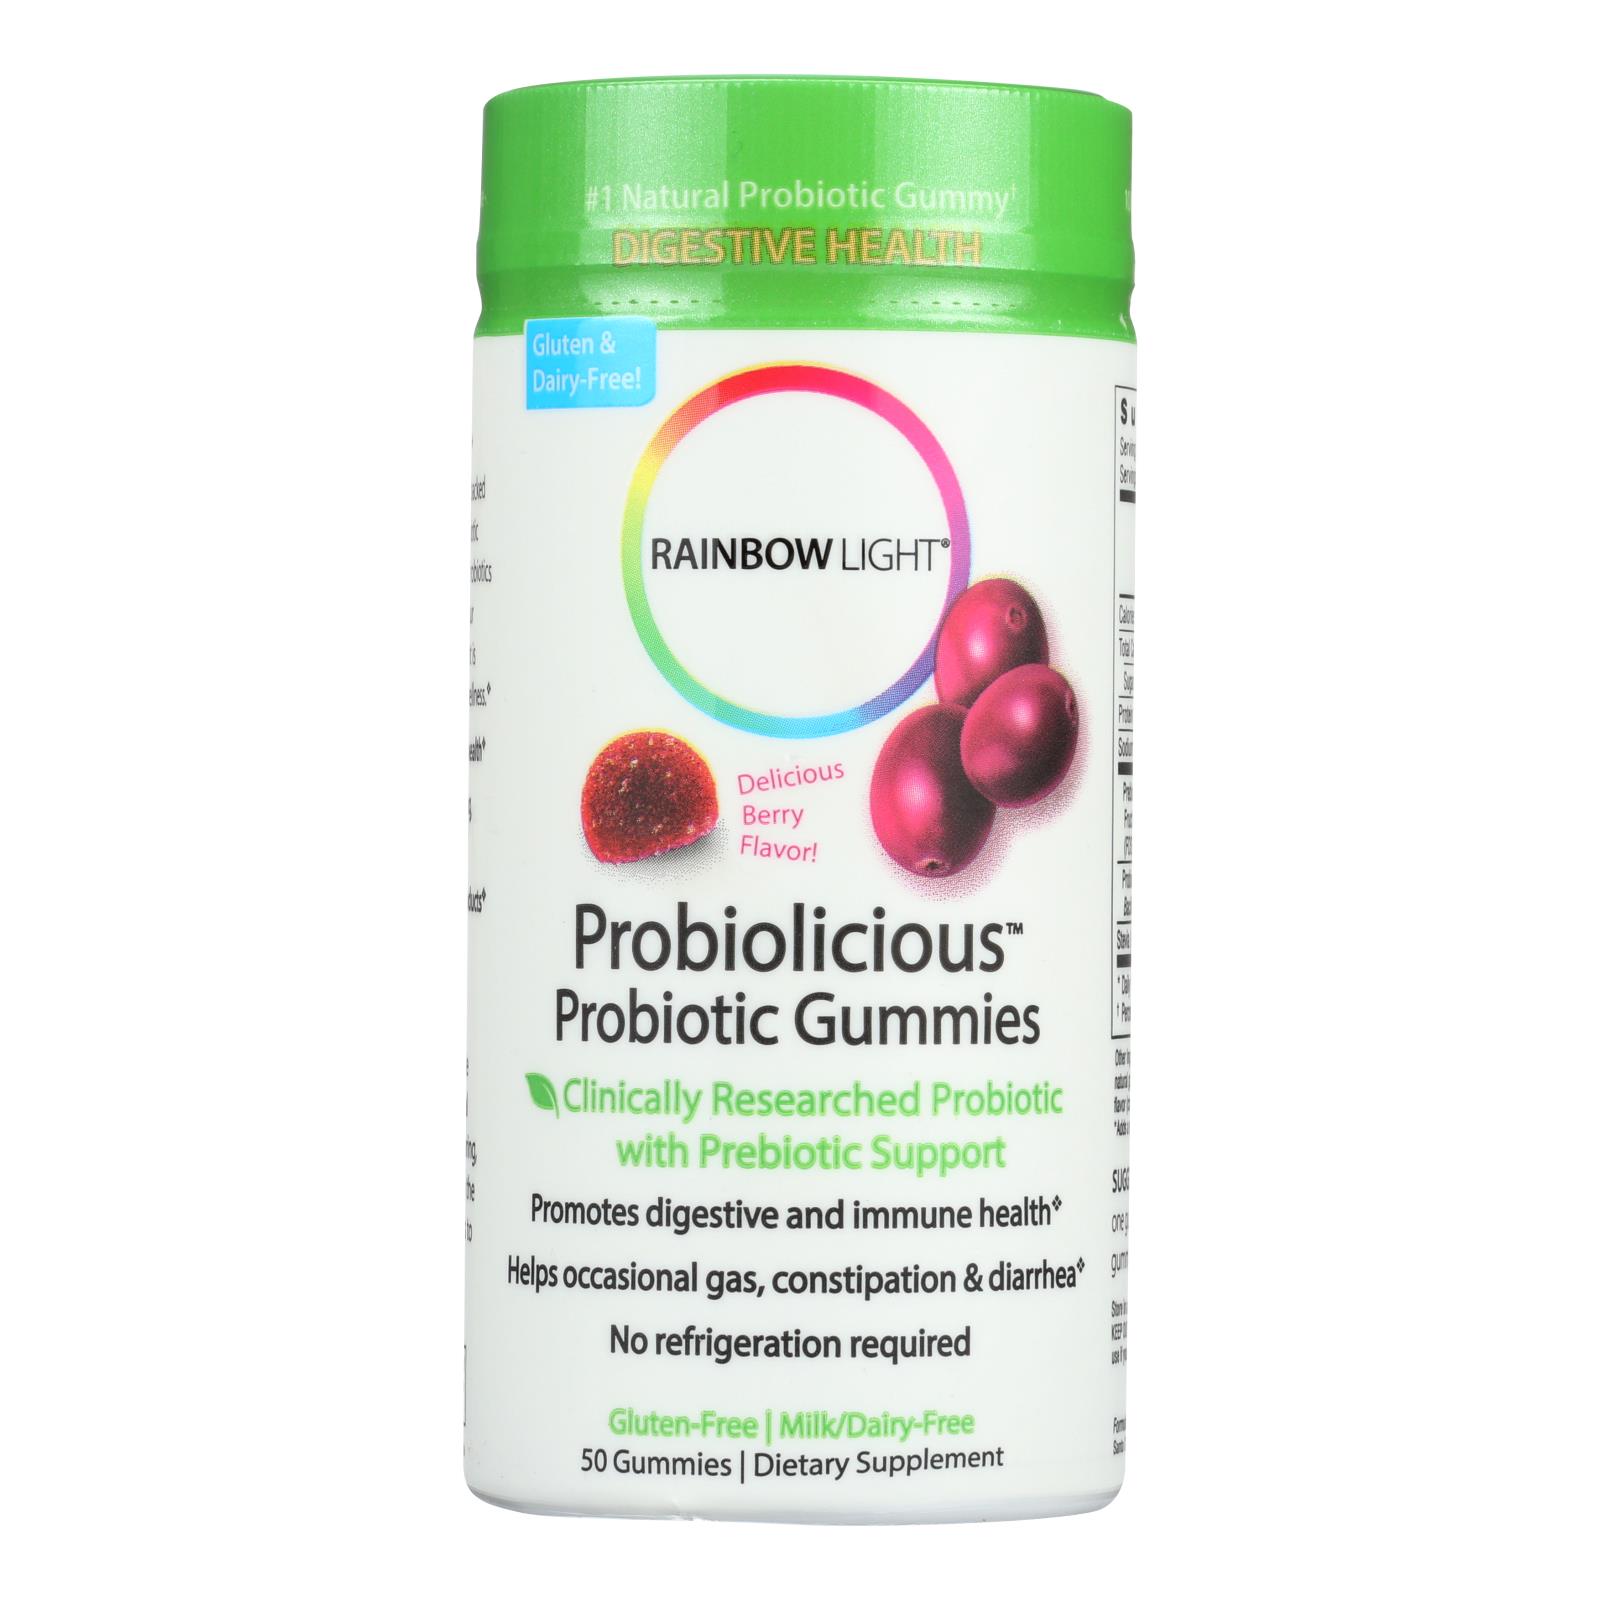 #1 Natural Probiotic Gummy†
DIGESTIVE HEALTH
Gluten &
Dairy-Free!
RAINBOW LIGHT®
Delicious
Berry
Flavor!
Probiolicious™
Probiotic Gummies
Clinically Researched Probiotic
with Prebiotic Support
Promotes digestive and immune health❖
Helps occasional gas, constipation & diarrhea❖
No refrigeration required
Gluten-Free | Milk/Dairy-Free
50 Gummies | Dietary Supplement